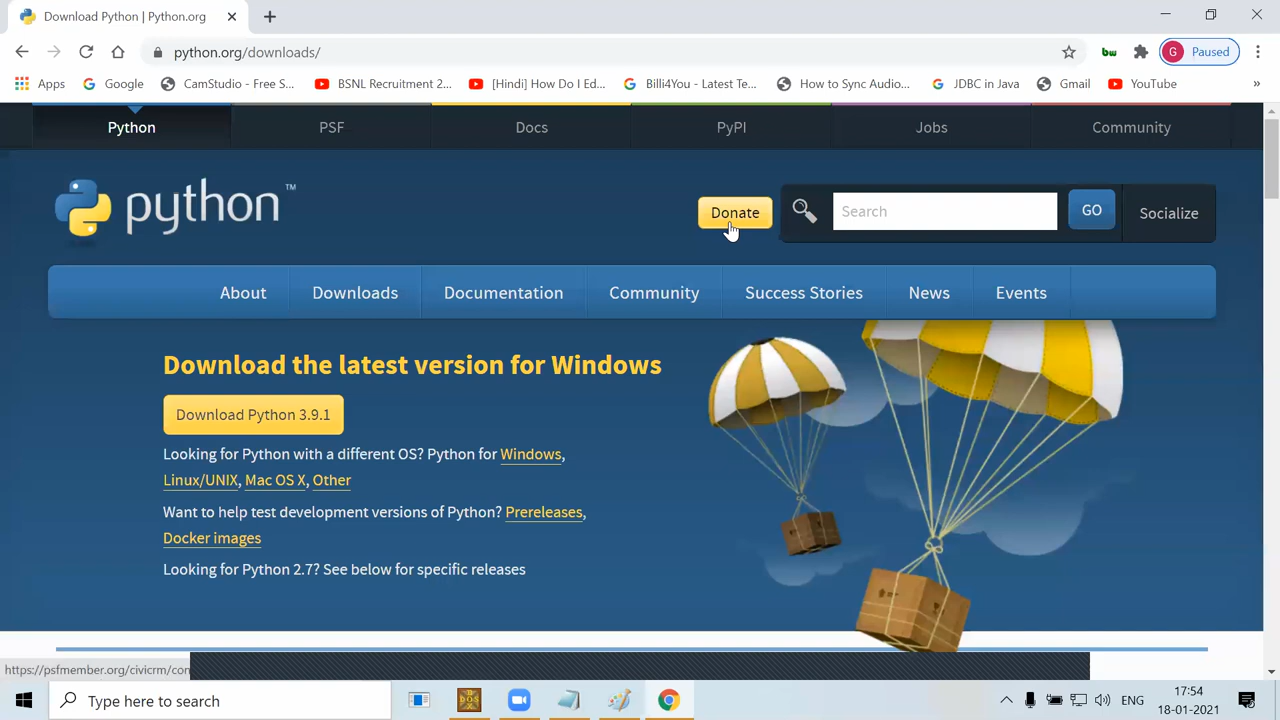 Download Python | Python.org
python.org/downloads/
G Paused
Apps Google CamStudio - Free S... BSNL Recruitment 2... [Hindi] How Do I Ed... Billi4You - Latest Te... How to Sync Audio... JDBC in Java Gmail YouTube »
Python PSF Docs PyPI Jobs Community
python™
Donate Search GO Socialize
About Downloads Documentation Community Success Stories News Events
Download the latest version for Windows
Download Python 3.9.1
Looking for Python with a different OS? Python for Windows,
Linux/UNIX, Mac OS X, Other
Want to help test development versions of Python? Prereleases,
Docker images
Looking for Python 2.7? See below for specific releases
https://psfmember.org/civicrm/con
Type here to search
DOS
ENG
17:54
18-01-2021